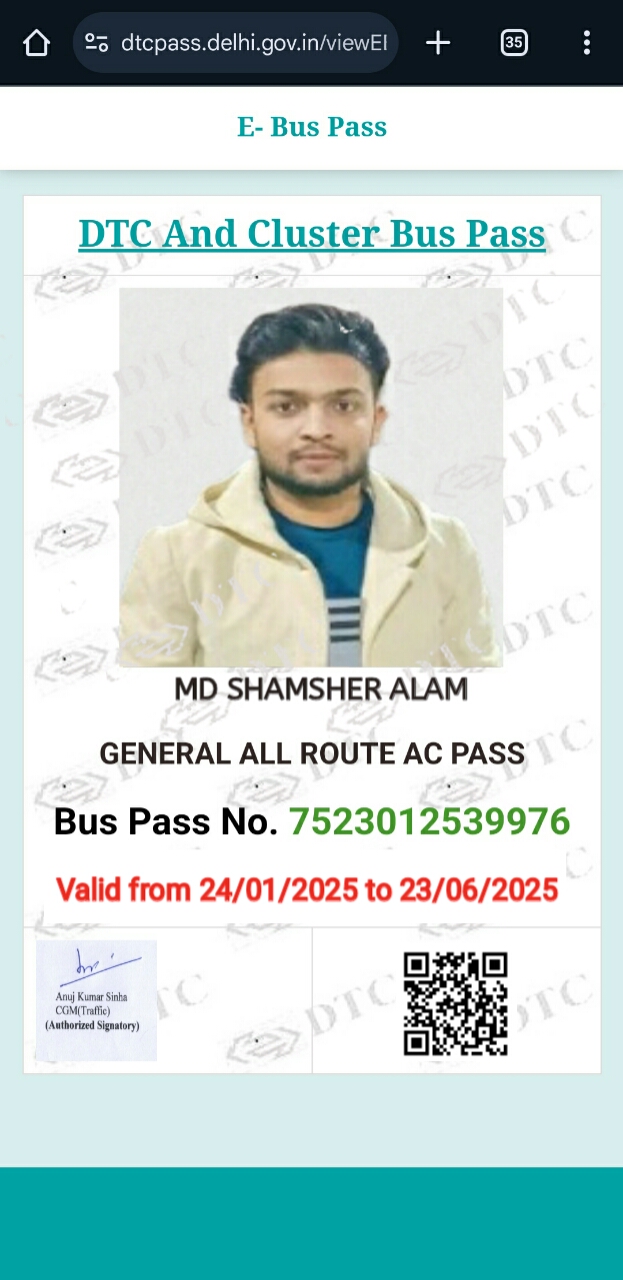 dtcpass.delhi.gov.in/viewEI
35
E- Bus Pass
DTC And Cluster Bus Pass
MD SHAMSHER ALAM
GENERAL ALL ROUTE AC PASS
Bus Pass No. 7523012539976
Valid from 24/01/2025 to 23/06/2025
Anuj Kumar Sinha
CGM(Traffic)
(Authorized Signatory)
DTC